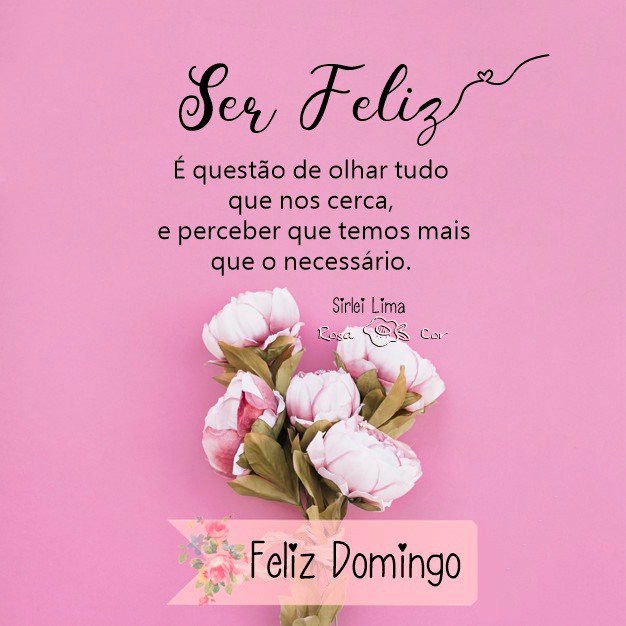 Ser Feliz
É questão de olhar tudo
que nos cerca,
e perceber que temos mais
que o necessário.
Sirlei Lima
Rosa Cor
Feliz Domingo